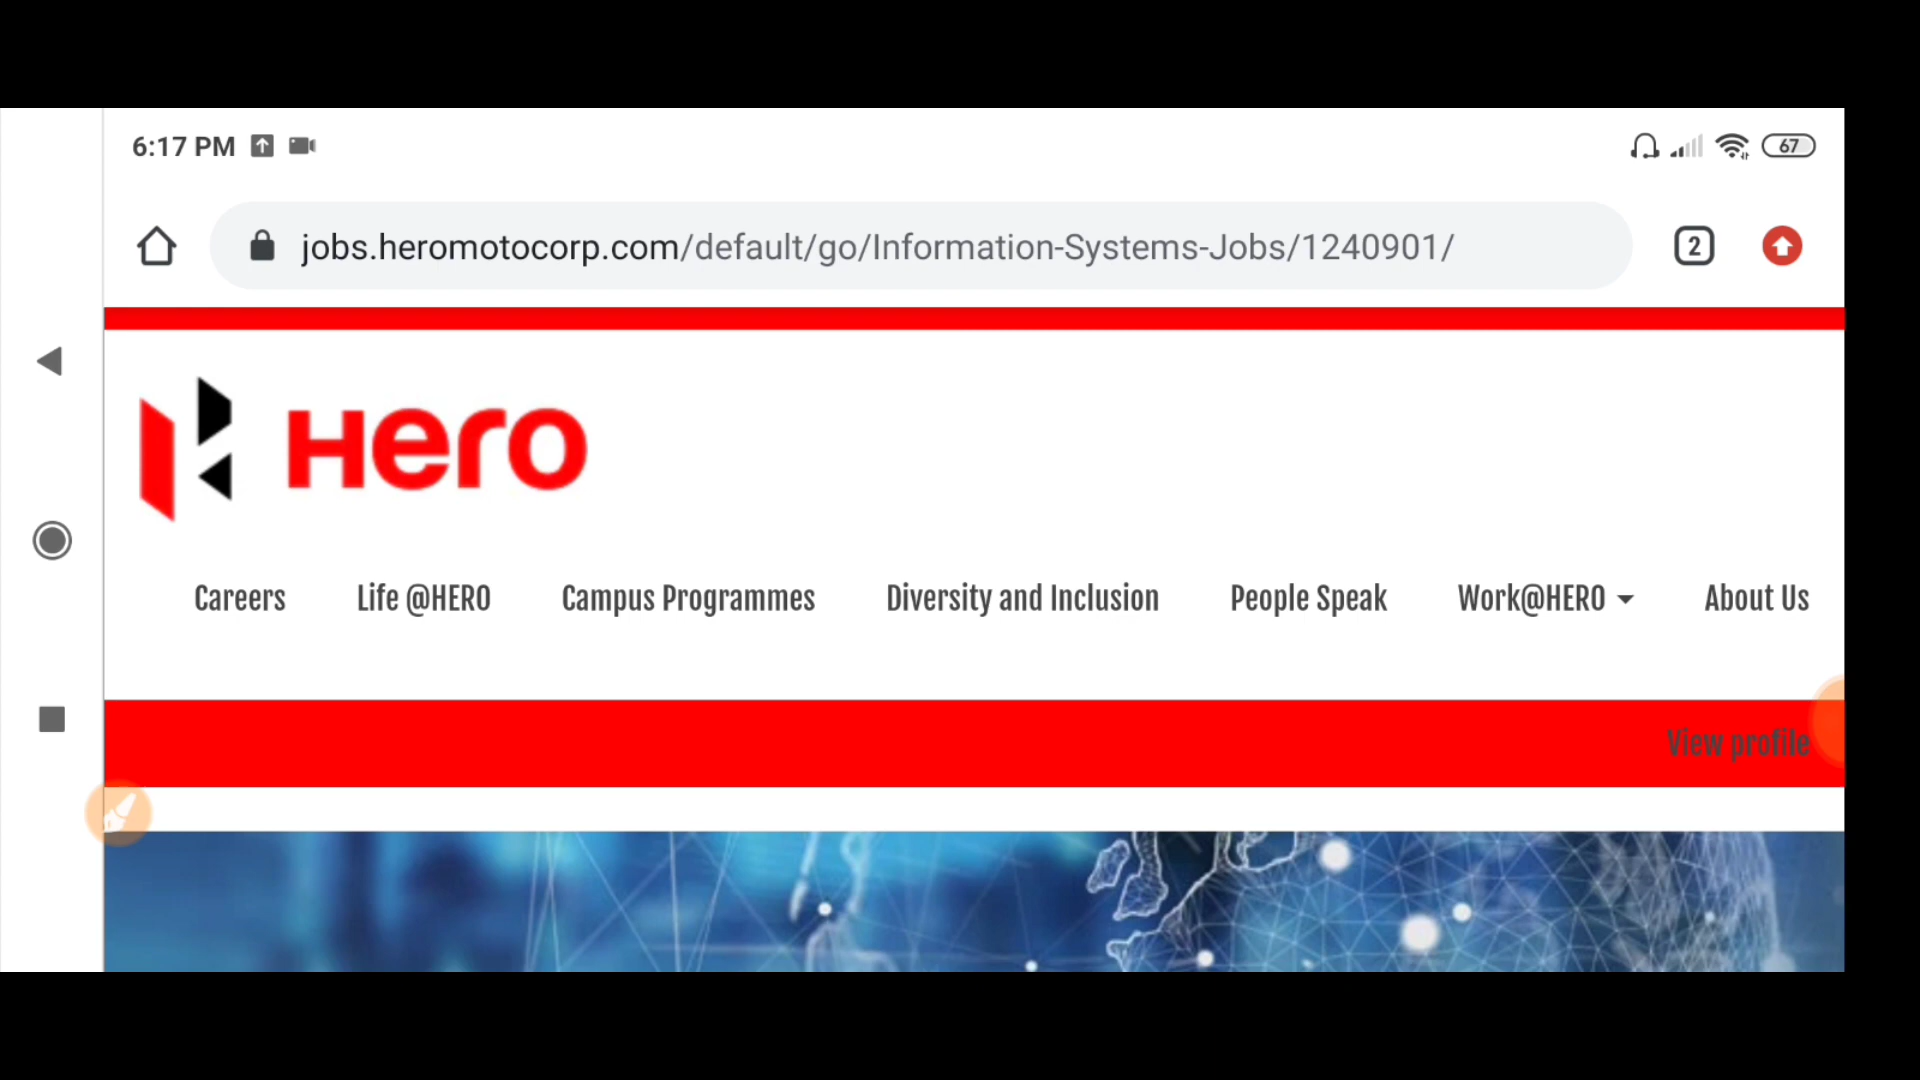 6:17 PM
67
jobs.heromotocorp.com/default/go/Information-Systems-Jobs/1240901/
2
Hero
Careers Life @HERO Campus Programmes Diversity and Inclusion People Speak Work@HERO About Us
View profile